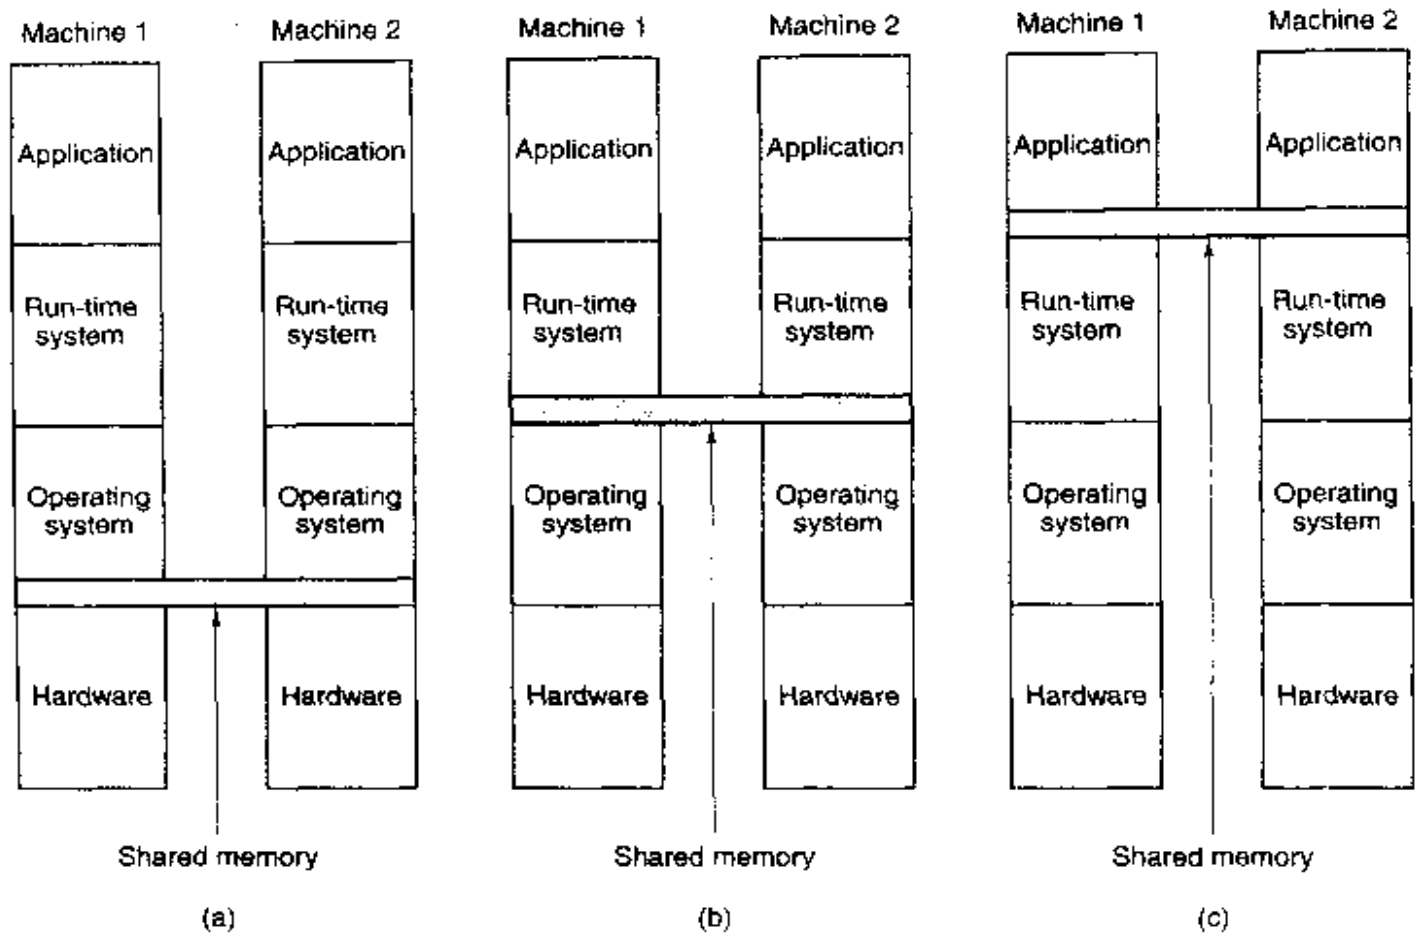 Machine 1 Machine 2 Machine 1 Machine 2 Machine 1 Machine 2
Application Application Application Application Application Application
Run-time Run-time Run-time Run-time Run-time Run-time
system system system system system system
Operating Operating Operating Operating Operating Operating
system system system system system system
Hardware Hardware Hardware Hardware Hardware Hardware
Shared memory Shared memory Shared memory
(a) (b) (c)